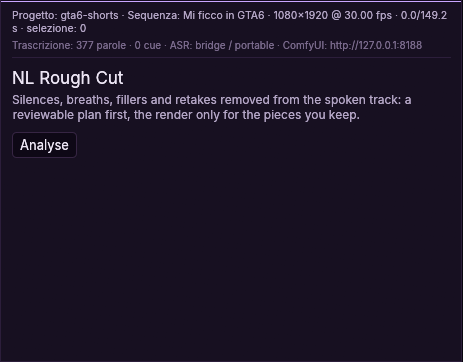 Progetto: gta6-shorts · Sequenza: Mi ficco in GTA6 · 1080×1920 @ 30.00 fps · 0.0/149.2
s · selezione: 0
Trascrizione: 377 parole · 0 cue · ASR: bridge / portable · ComfyUI: http://127.0.0.1:8188
NL Rough Cut
Silences, breaths, fillers and retakes removed from the spoken track: a
reviewable plan first, the render only for the pieces you keep.
Analyse